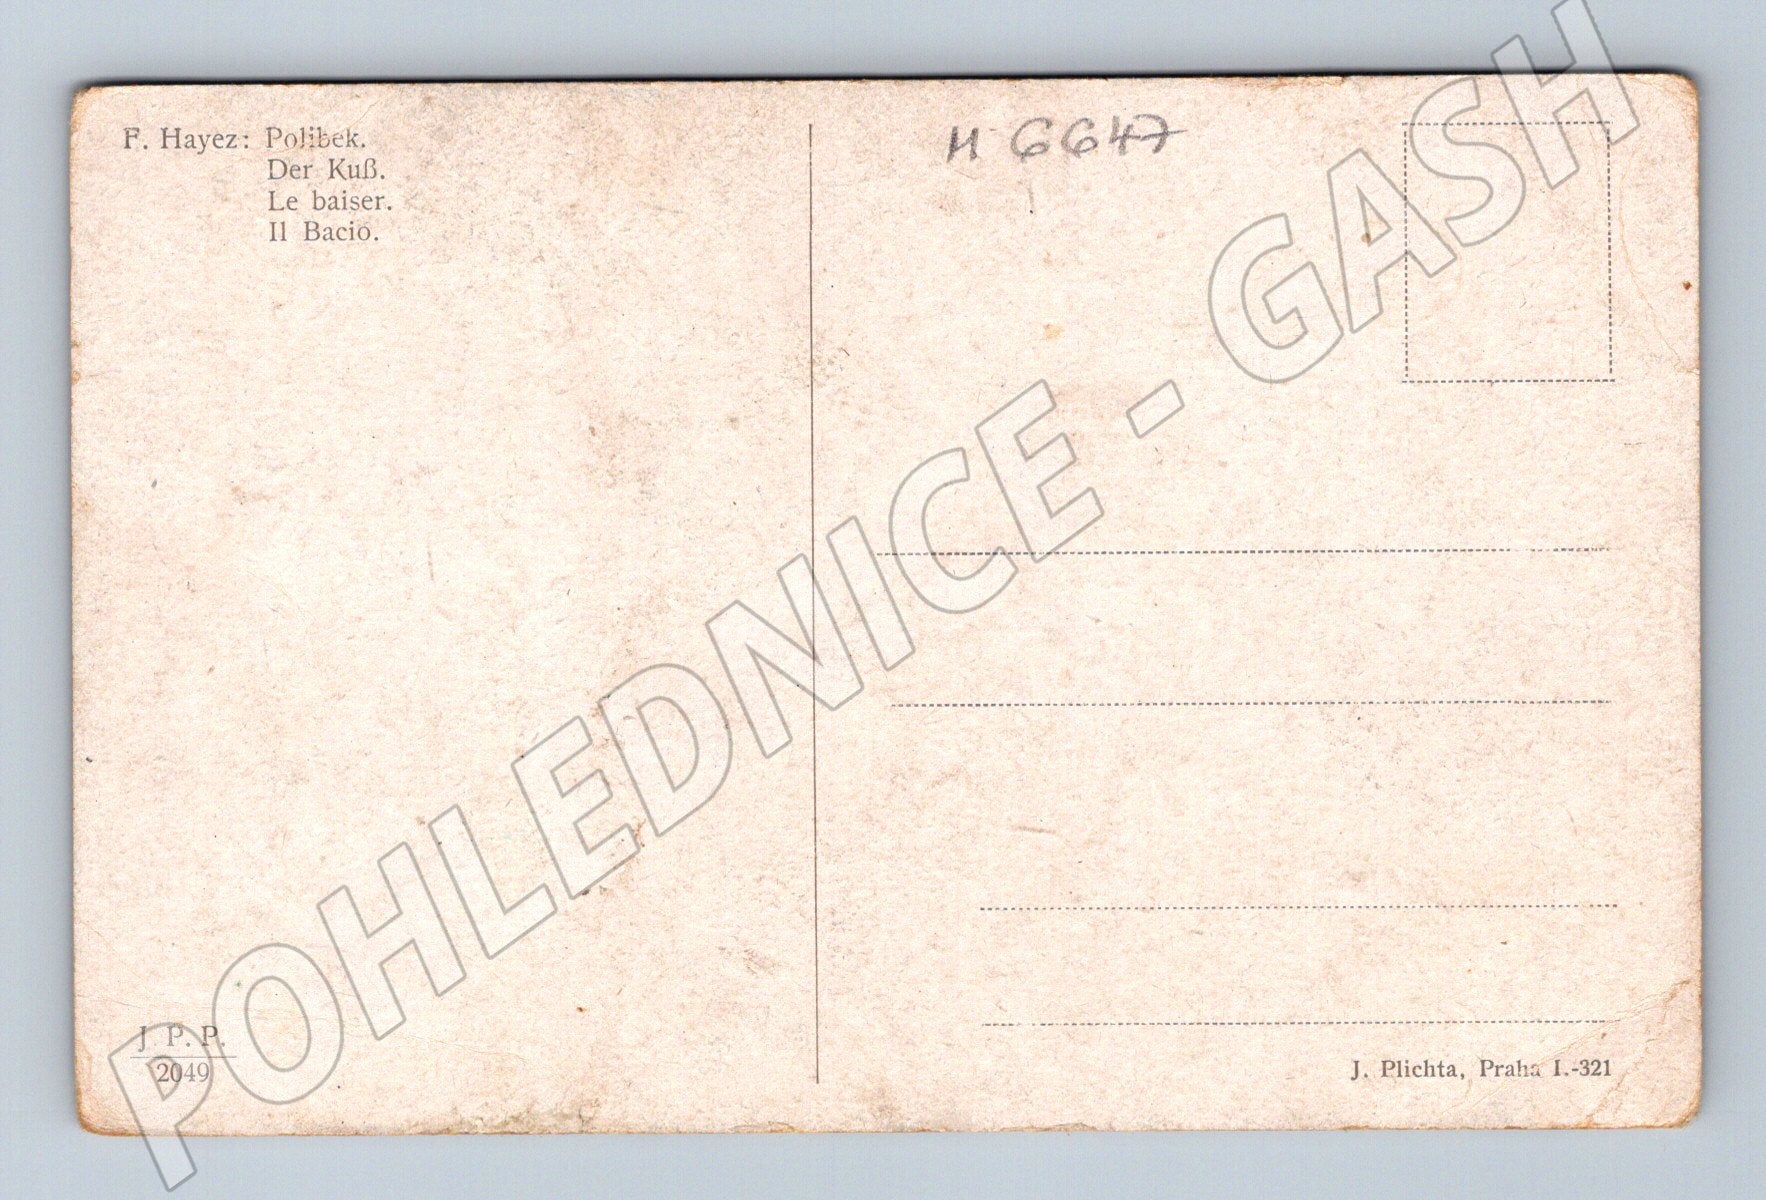 F. Hayez: Polibek.
Der Kuß.
Le baiser.
Il Bacio.
M 6647
POHLEDNICE - GASH
J. P. P.
2049
J. Plichta, Praha I.-321